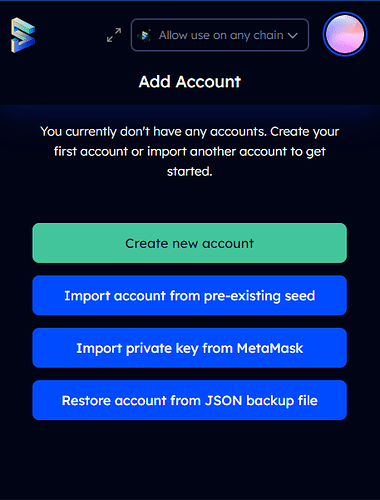 Allow use on any chain
Add Account
You currently don't have any accounts. Create your
first account or import another account to get
started.
Create new account
Import account from pre-existing seed
Import private key from MetaMask
Restore account from JSON backup file